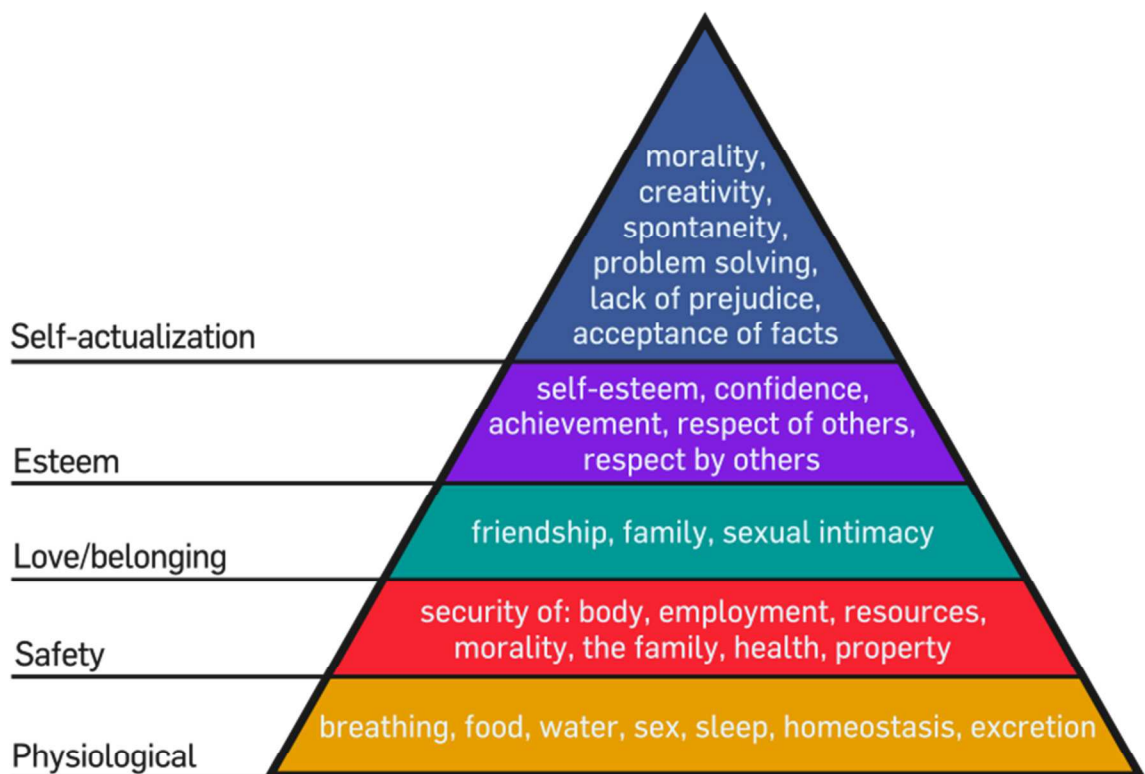 morality,
creativity,
spontaneity,
problem solving,
lack of prejudice,
acceptance of facts
Self-actualization
self-esteem, confidence,
achievement, respect of others,
respect by others
Esteem
friendship, family, sexual intimacy
Love/belonging
security of: body, employment, resources,
morality, the family, health, property
Safety
breathing, food, water, sex, sleep, homeostasis, excretion
Physiological